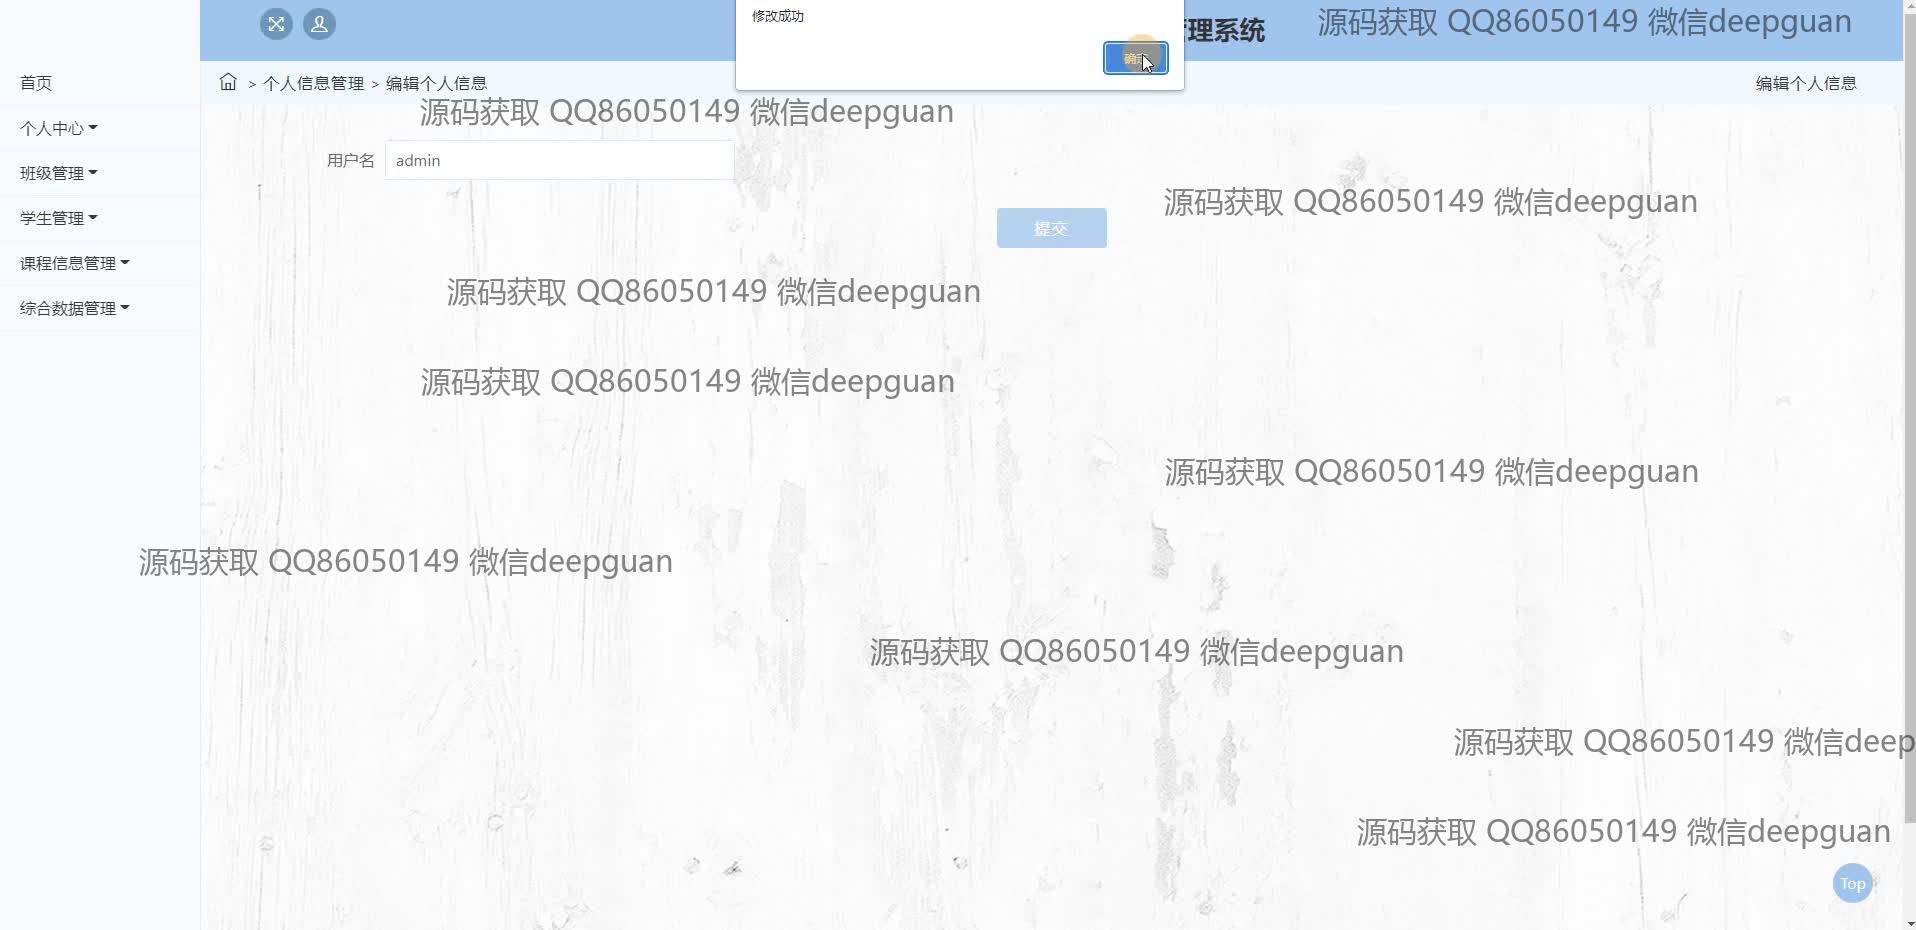 修改成功
管理系统
源码获取 QQ86050149 微信deepguan
首页
> 个人信息管理 > 编辑个人信息
编辑个人信息
源码获取 QQ86050149 微信deepguan
个人中心
用户名 admin
班级管理
源码获取 QQ86050149 微信deepguan
学生管理
提交
课程信息管理
源码获取 QQ86050149 微信deepguan
综合数据管理
源码获取 QQ86050149 微信deepguan
源码获取 QQ86050149 微信deepguan
源码获取 QQ86050149 微信deepguan
源码获取 QQ86050149 微信deepguan
源码获取 QQ86050149 微信deep
源码获取 QQ86050149 微信deepguan
Top